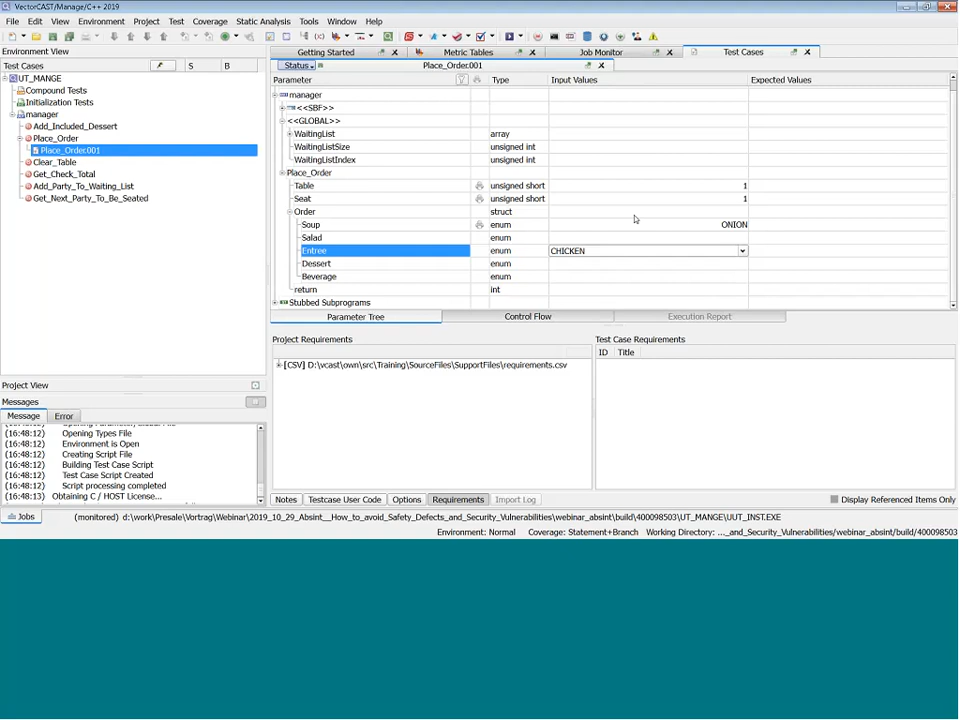 VectorCAST/Manage/C++ 2019
File Edit View Environment Project Test Coverage Static Analysis Tools Window Help
Environment View
Test Cases S B
UT_MANGE
Compound Tests
Initialization Tests
manager
Add_Included_Dessert
Place_Order
Place_Order.001
Clear_Table
Get_Check_Total
Add_Party_To_Waiting_List
Get_Next_Party_To_Be_Seated
Project View
Messages
Message Error
(16:48:12) Opening Types File
(16:48:12) Environment is Open
(16:48:12) Creating Script File
(16:48:12) Building Test Case Script
(16:48:12) Test Case Script Created
(16:48:12) Script processing completed
(16:48:13) Obtaining C / HOST License...
Getting Started Metric Tables Job Monitor Test Cases
Status Place_Order.001
Parameter Type Input Values Expected Values
manager
<<SBF>>
<<GLOBAL>>
WaitingList array
WaitingListSize unsigned int
WaitingListIndex unsigned int
Place_Order
Table unsigned short 1
Seat unsigned short 1
Order struct
Soup enum ONION
Salad enum
Entree enum CHICKEN
Dessert enum
Beverage enum
return int
Stubbed Subprograms
Parameter Tree Control Flow Execution Report
Project Requirements
[CSV] D:\vcast\own\src\Training\SourceFiles\SupportFiles\requirements.csv
Test Case Requirements
ID Title
Notes Testcase User Code Options Requirements Import Log Display Referenced Items Only
Jobs (monitored) d:\work\Presale\Vortrag\Webinar\2019_10_29_Absint__How_to_avoid_Safety_Defects_and_Security_Vulnerabilities\webinar_absint\build\400098503\UT_MANGE\UUT_INST.EXE
Environment: Normal Coverage: Statement+Branch Working Directory: ..._and_Security_Vulnerabilities/webinar_absint/build/400098503